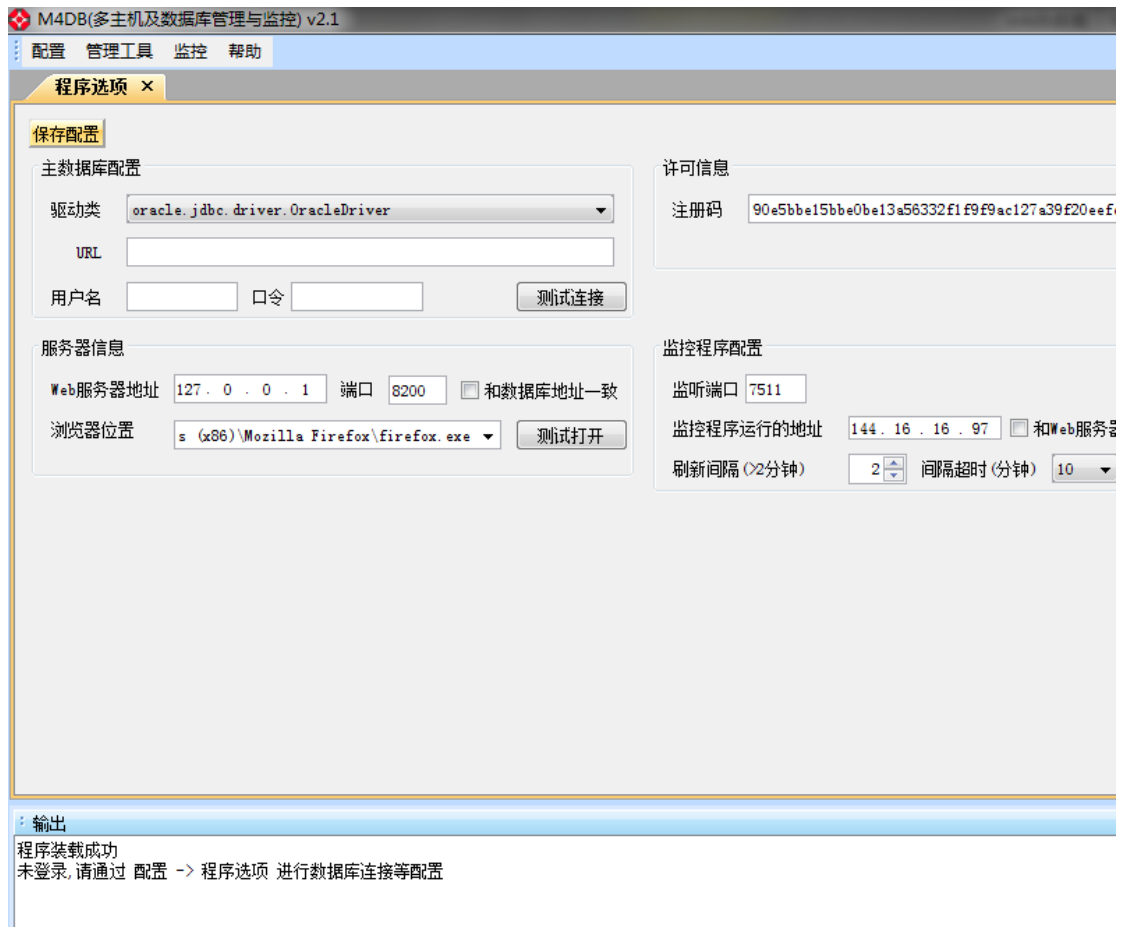 M4DB(多主机及数据库管理与监控) v2.1
配置 管理工具 监控 帮助
程序选项 ×
保存配置
主数据库配置
驱动类 oracle.jdbc.driver.OracleDriver
URL
用户名 口令 测试连接
许可信息
注册码 90e5bbe15bbe0be13a56332f1f9f9ac127a39f20eef
服务器信息
Web服务器地址 127. 0 . 0 . 1 端口 8200 和数据库地址一致
浏览器位置 s (x86)\Mozilla Firefox\firefox.exe 测试打开
监控程序配置
监听端口 7511
监控程序运行的地址 144. 16 . 16 . 97 和Web服务器
刷新间隔(>2分钟) 2 间隔超时(分钟) 10
输出
程序装载成功
未登录,请通过 配置 -> 程序选项 进行数据库连接等配置